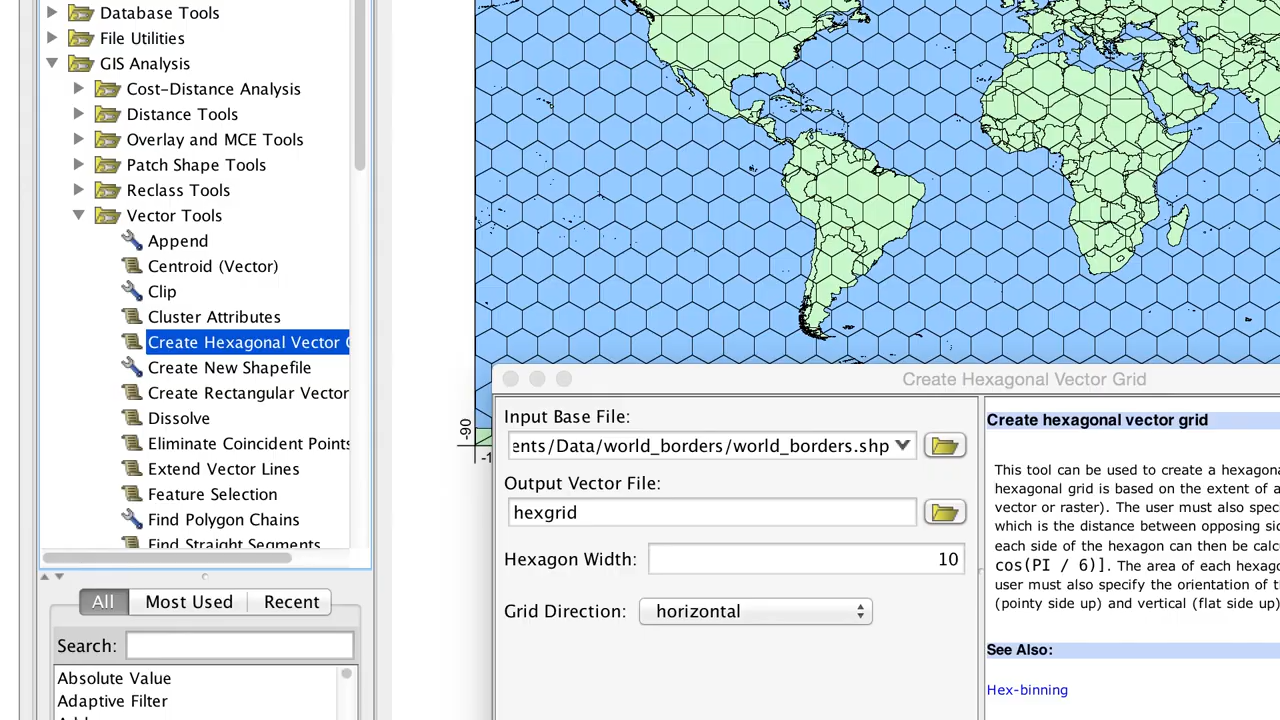 Database Tools
File Utilities
GIS Analysis
Cost-Distance Analysis
Distance Tools
Overlay and MCE Tools
Patch Shape Tools
Reclass Tools
Vector Tools
Append
Centroid (Vector)
Clip
Cluster Attributes
Create Hexagonal Vector
Create New Shapefile
Create Rectangular Vector
Dissolve
Eliminate Coincident Points
Extend Vector Lines
Feature Selection
Find Polygon Chains
Find Straight Segments
All
Most Used
Recent
Search:
Absolute Value
Adaptive Filter
-90
-1
Create Hexagonal Vector Grid
Input Base File:
ents/Data/world_borders/world_borders.shp
Output Vector File:
hexgrid
Hexagon Width:
10
Grid Direction:
horizontal
Create hexagonal vector grid
This tool can be used to create a hexagona
hexagonal grid is based on the extent of a
vector or raster). The user must also spec
which is the distance between opposing si
each side of the hexagon can then be calc
cos(PI / 6)]. The area of each hexago
user must also specify the orientation of t
(pointy side up) and vertical (flat side up)
See Also:
Hex-binning